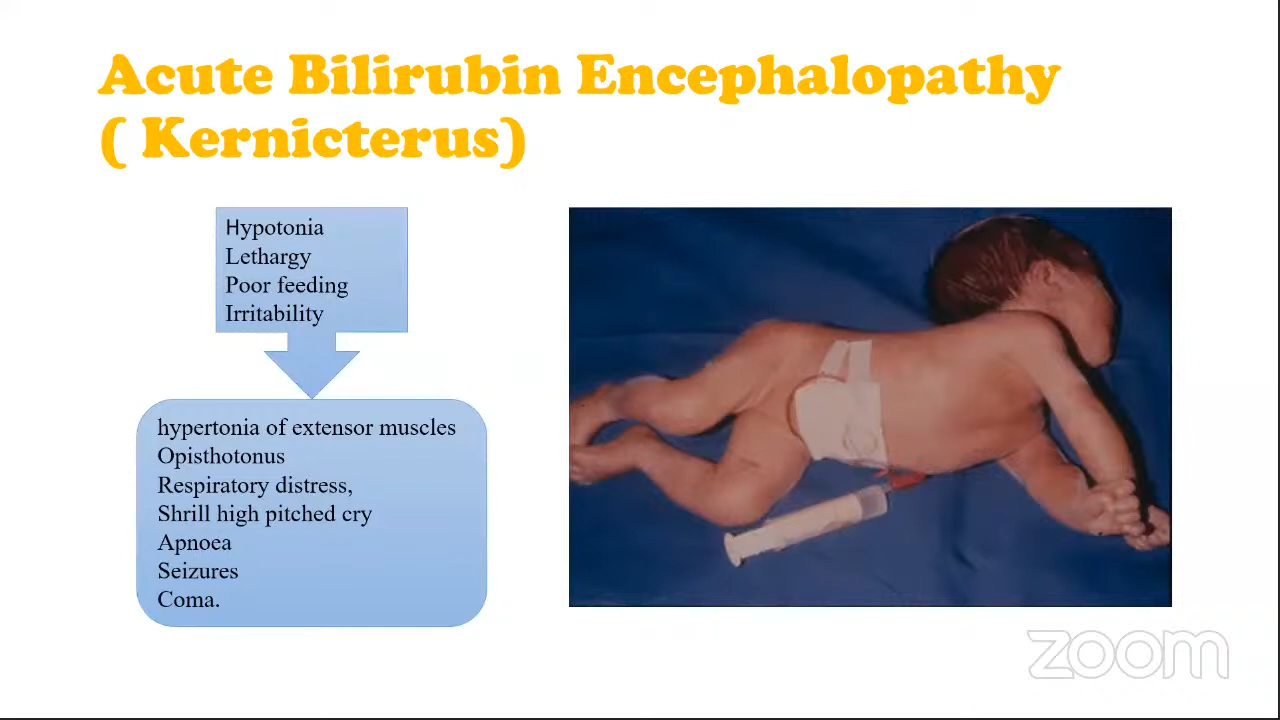 Acute Bilirubin Encephalopathy
( Kernicterus)
Hypotonia
Lethargy
Poor feeding
Irritability
hypertonia of extensor muscles
Opisthotonus
Respiratory distress,
Shrill high pitched cry
Apnoea
Seizures
Coma.
zoom